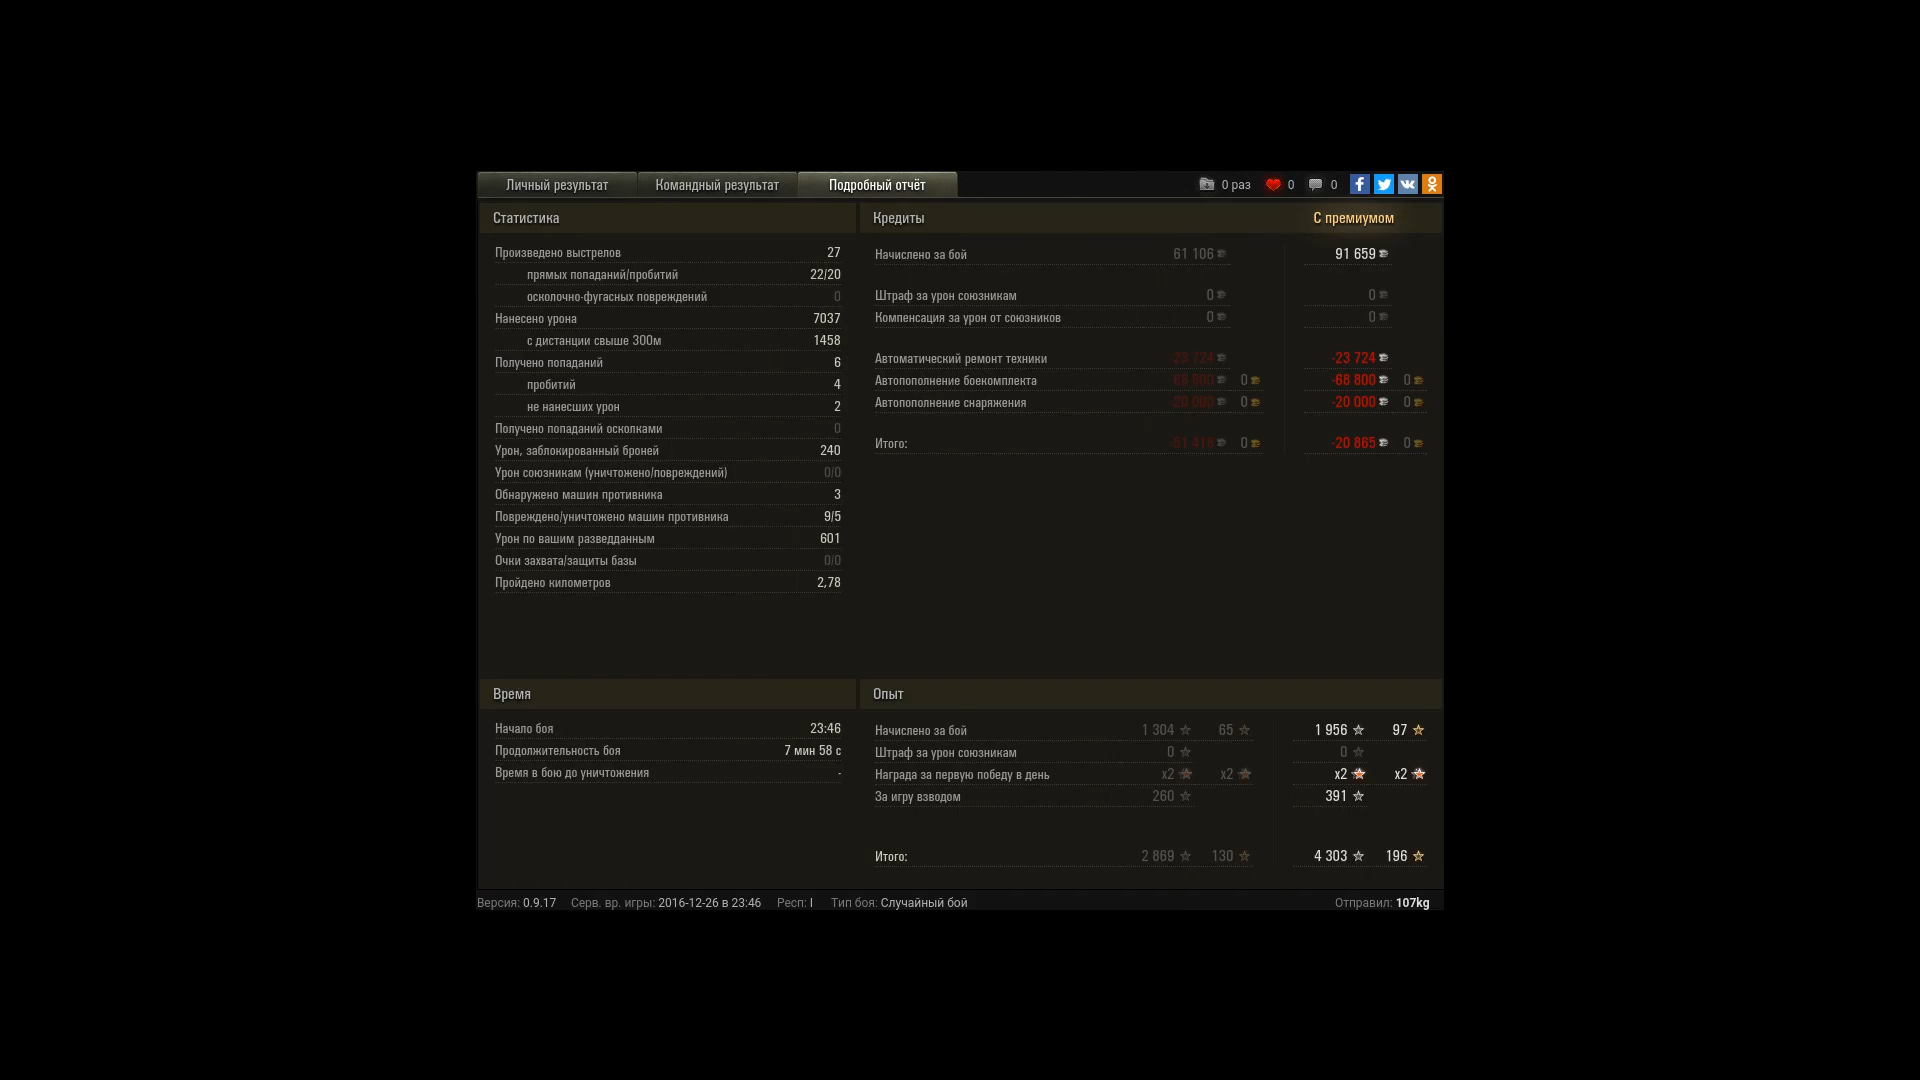 Личный результат Командный результат Подробный отчёт 0 раз 0 0
Статистика
Произведено выстрелов 27
прямых попаданий/пробитий 22/20
осколочно-фугасных повреждений 0
Нанесено урона 7037
с дистанции свыше 300м 1458
Получено попаданий 6
пробитий 4
не нанесших урон 2
Получено попаданий осколками 0
Урон, заблокированный броней 240
Урон союзникам (уничтожено/повреждений) 0/0
Обнаружено машин противника 3
Повреждено/уничтожено машин противника 9/5
Урон по вашим разведданным 601
Очки захвата/защиты базы 0/0
Пройдено километров 2,78
Кредиты С премиумом
Начислено за бой 61 106 91 659
Штраф за урон союзникам 0 0
Компенсация за урон от союзников 0 0
Автоматический ремонт техники -23 724 -23 724
Автопополнение боекомплекта -68 800 0 -68 800 0
Автопополнение снаряжения -20 000 0 -20 000 0
Итого: -51 418 0 -20 865 0
Время
Начало боя 23:46
Продолжительность боя 7 мин 58 с
Время в бою до уничтожения -
Опыт
Начислено за бой 1 304 65 1 956 97
Штраф за урон союзникам 0 0
Награда за первую победу в день x2 x2 x2 x2
За игру взводом 260 391
Итого: 2 869 130 4 303 196
Версия: 0.9.17 Серв. вр. игры: 2016-12-26 в 23:46 Респ: I Тип боя: Случайный бой Отправил: 107kg